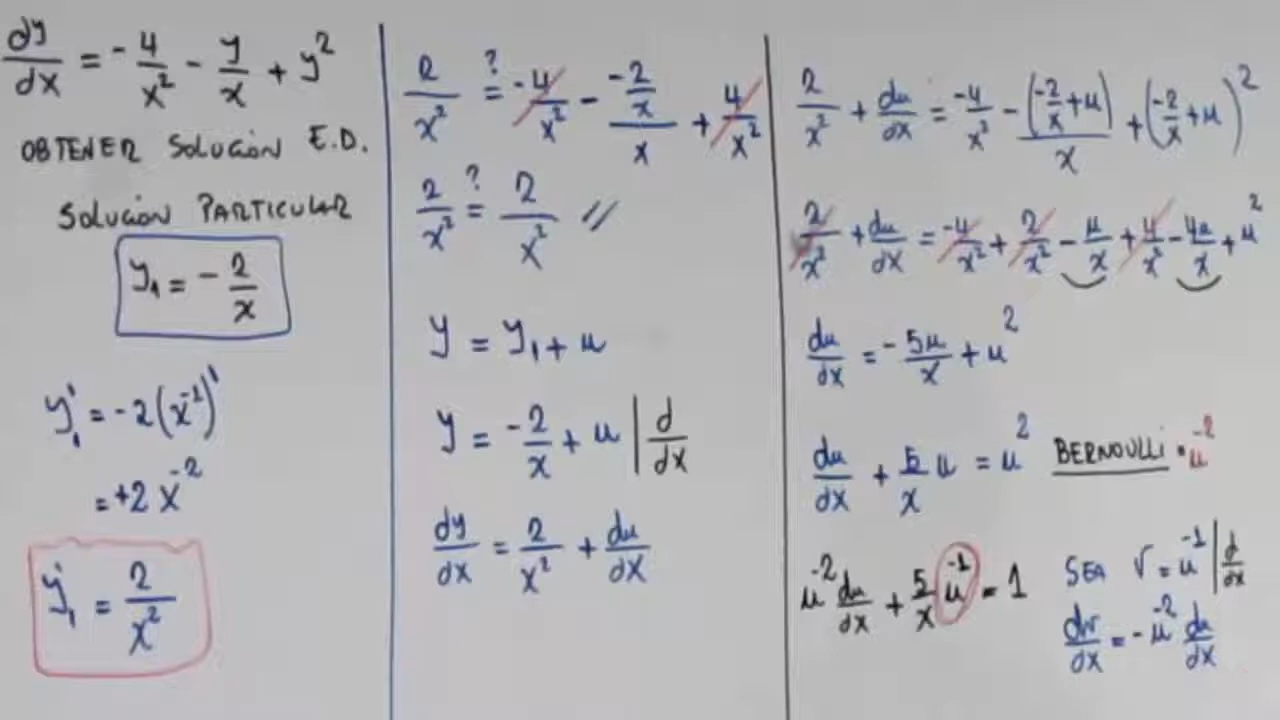 dy/dx = -4/x² - y/x + y²
OBTENER SOLUCIÓN E.D.
SOLUCIÓN PARTICULAR
y₁ = -2/x
y₁' = -2(x⁻¹)'
= +2x⁻²
y₁' = 2/x²
2/x² ?= -4/x² - (-2/x)/x + 4/x²
2/x² ?= 2/x² //
y = y₁ + u
y = -2/x + u | d/dx
dy/dx = 2/x² + du/dx
2/x² + du/dx = -4/x² - (-2/x + u)/x + (-2/x + u)²
2/x² + du/dx = -4/x² + 2/x² - u/x + 4/x² - 4u/x + u²
du/dx = -5u/x + u²
du/dx + 5/x u = u² BERNOULLI · u⁻²
u⁻² du/dx + 5/x u⁻¹ = 1
SEA v = u⁻¹ | d/dx
dv/dx = -u⁻² du/dx